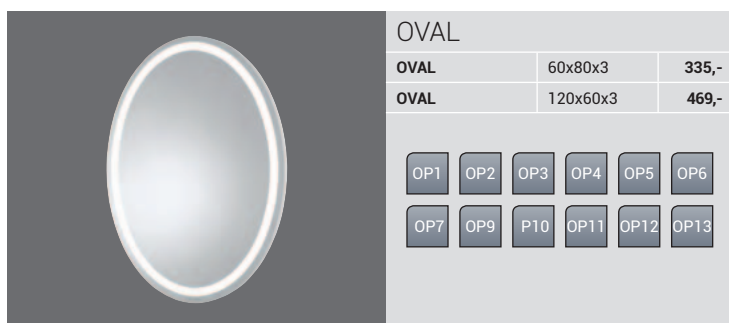 OVAL
OVAL 60x80x3 335,-
OVAL 120x60x3 469,-
OP1 OP2 OP3 OP4 OP5 OP6
OP7 OP9 P10 OP11 OP12 OP13